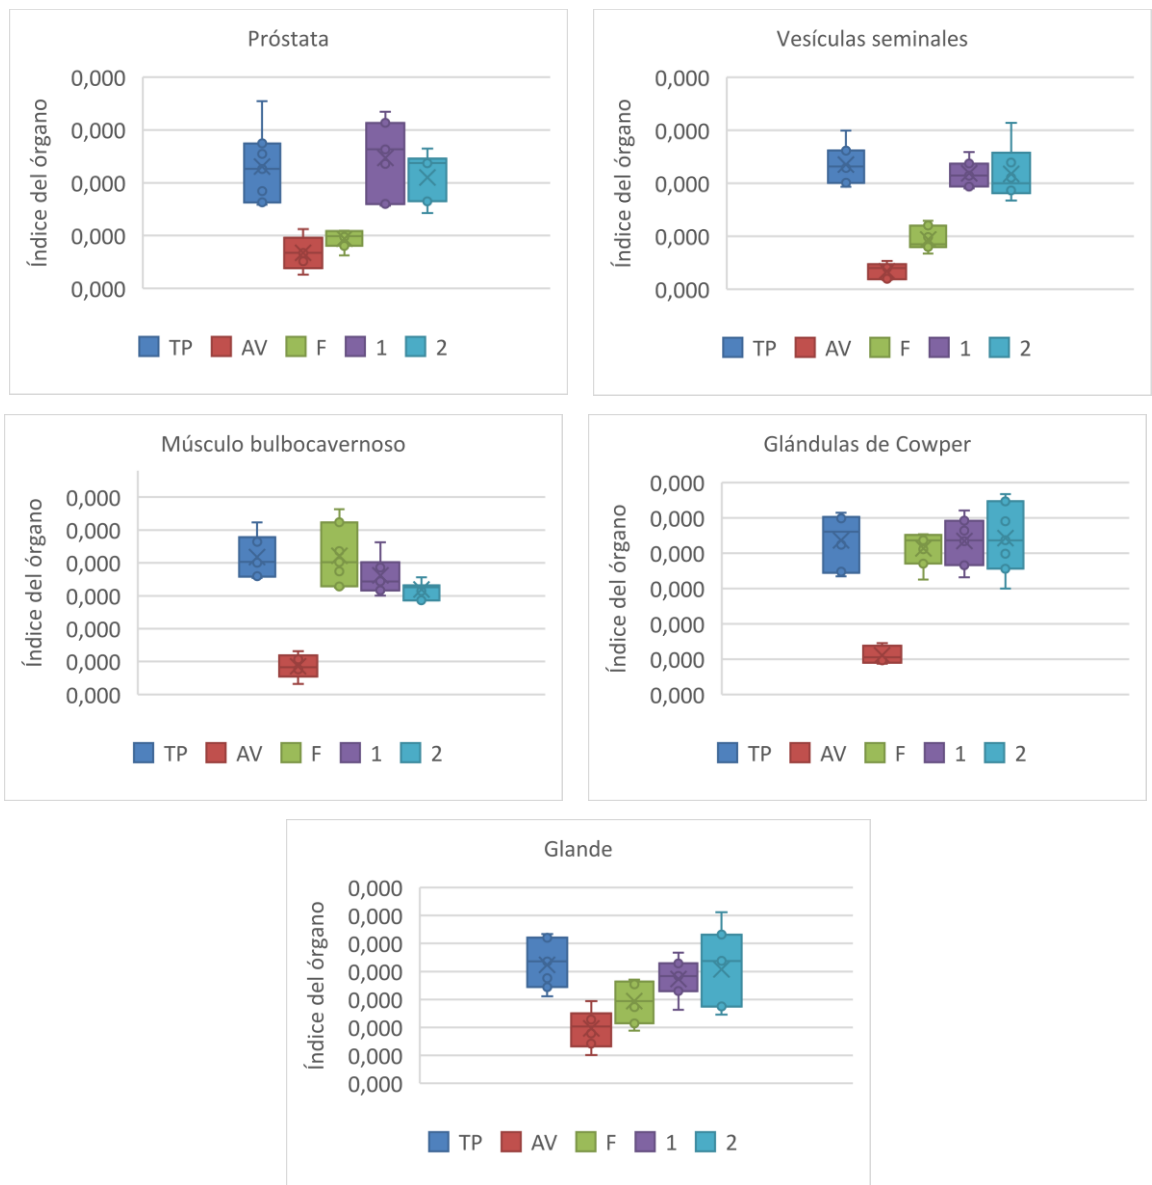 Próstata
Índice del órgano
0,000
0,000
0,000
0,000
0,000
TP AV F 1 2
Vesículas seminales
Índice del órgano
0,000
0,000
0,000
0,000
0,000
TP AV F 1 2
Músculo bulbocavernoso
Índice del órgano
0,000
0,000
0,000
0,000
0,000
0,000
0,000
TP AV F 1 2
Glándulas de Cowper
Índice del órgano
0,000
0,000
0,000
0,000
0,000
0,000
0,000
TP AV F 1 2
Glande
Índice del órgano
0,000
0,000
0,000
0,000
0,000
0,000
0,000
0,000
TP AV F 1 2